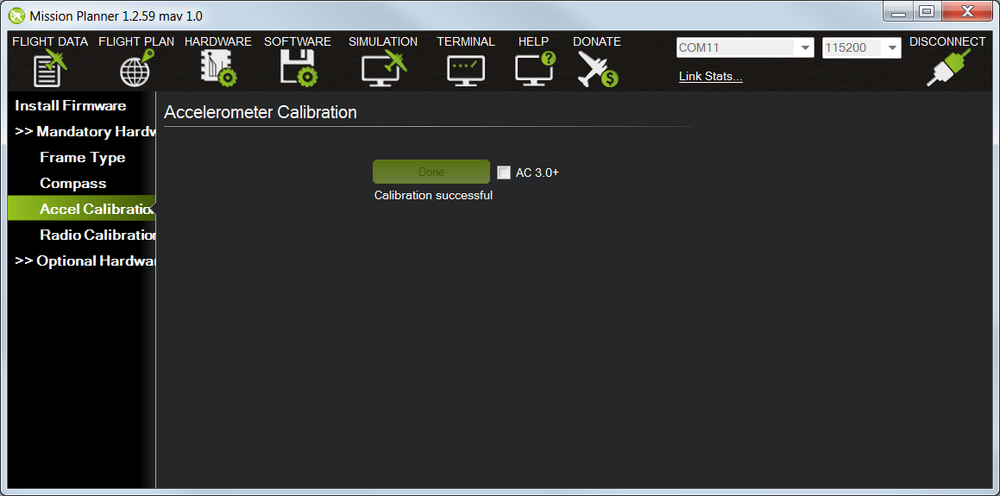 Mission Planner 1.2.59 mav 1.0
FLIGHT DATA FLIGHT PLAN HARDWARE SOFTWARE SIMULATION TERMINAL HELP DONATE
COM11 115200 DISCONNECT
Link Stats...
Install Firmware
>> Mandatory Hardw
Frame Type
Compass
Accel Calibratio
Radio Calibration
>> Optional Hardwa
Accelerometer Calibration
Done AC 3.0+
Calibration successful